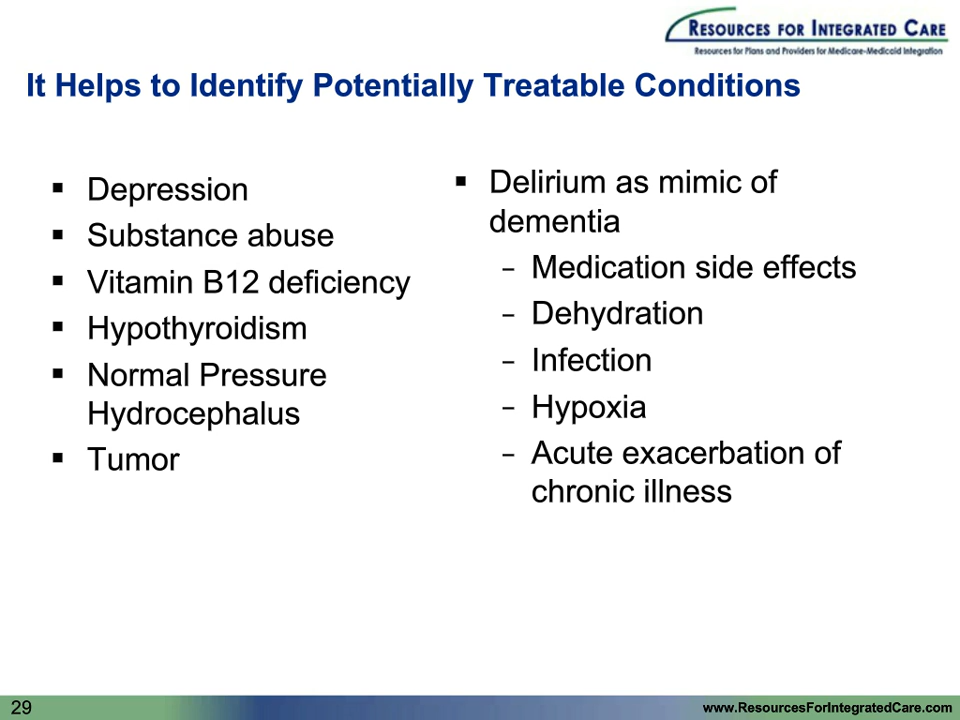 RESOURCES FOR INTEGRATED CARE
Resources for Plans and Providers for Medicare-Medicaid Integration
It Helps to Identify Potentially Treatable Conditions
▪ Depression
▪ Substance abuse
▪ Vitamin B12 deficiency
▪ Hypothyroidism
▪ Normal Pressure
Hydrocephalus
▪ Tumor
▪ Delirium as mimic of
dementia
– Medication side effects
– Dehydration
– Infection
– Hypoxia
– Acute exacerbation of
chronic illness
29
www.ResourcesForIntegratedCare.com